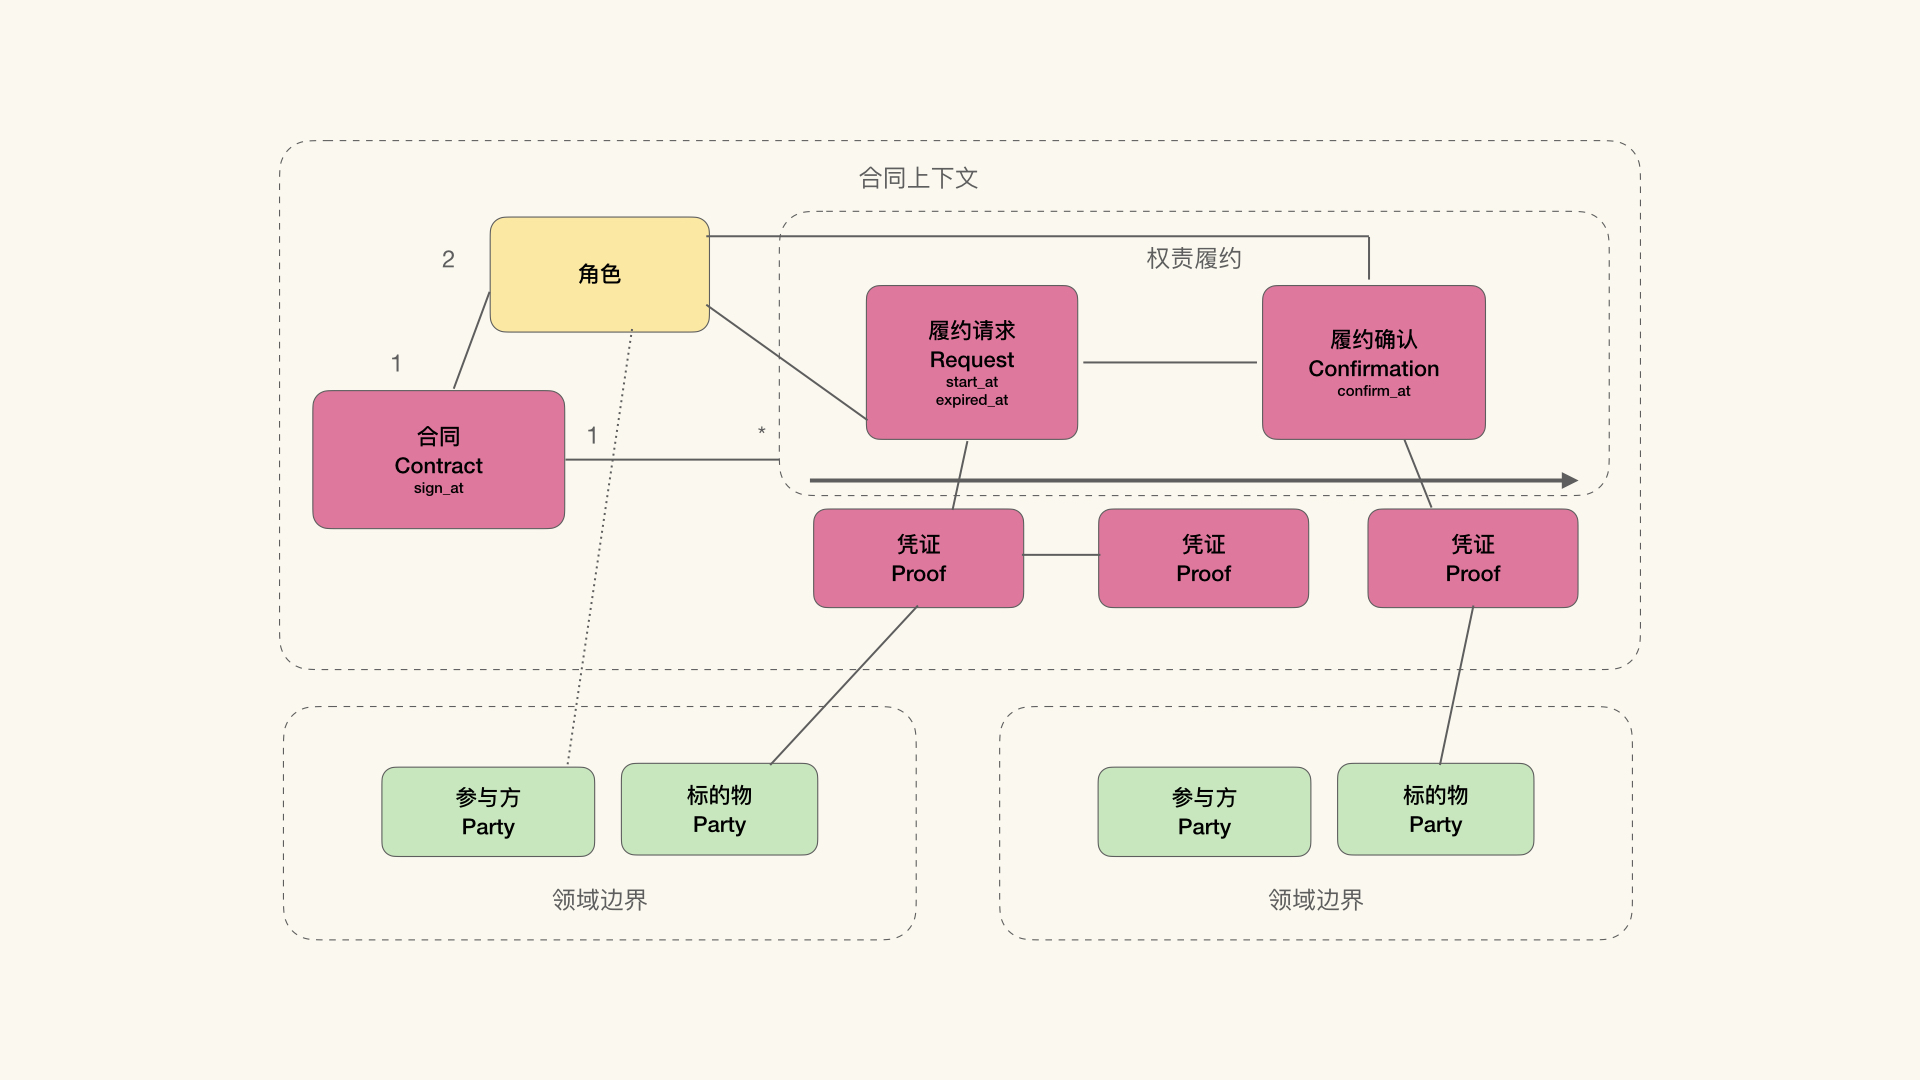 合同上下文
2
角色
权责履约
履约请求
Request
start_at
expired_at
履约确认
Confirmation
confirm_at
1
合同
Contract
sign_at
1
*
凭证
Proof
凭证
Proof
凭证
Proof
参与方
Party
标的物
Party
领域边界
参与方
Party
标的物
Party
领域边界